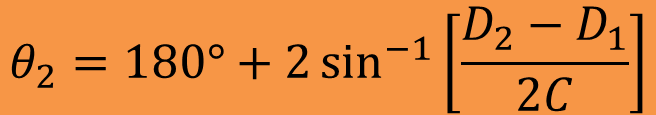 θ₂ = 180° + 2 sin⁻¹ [(D₂ − D₁) / 2C]